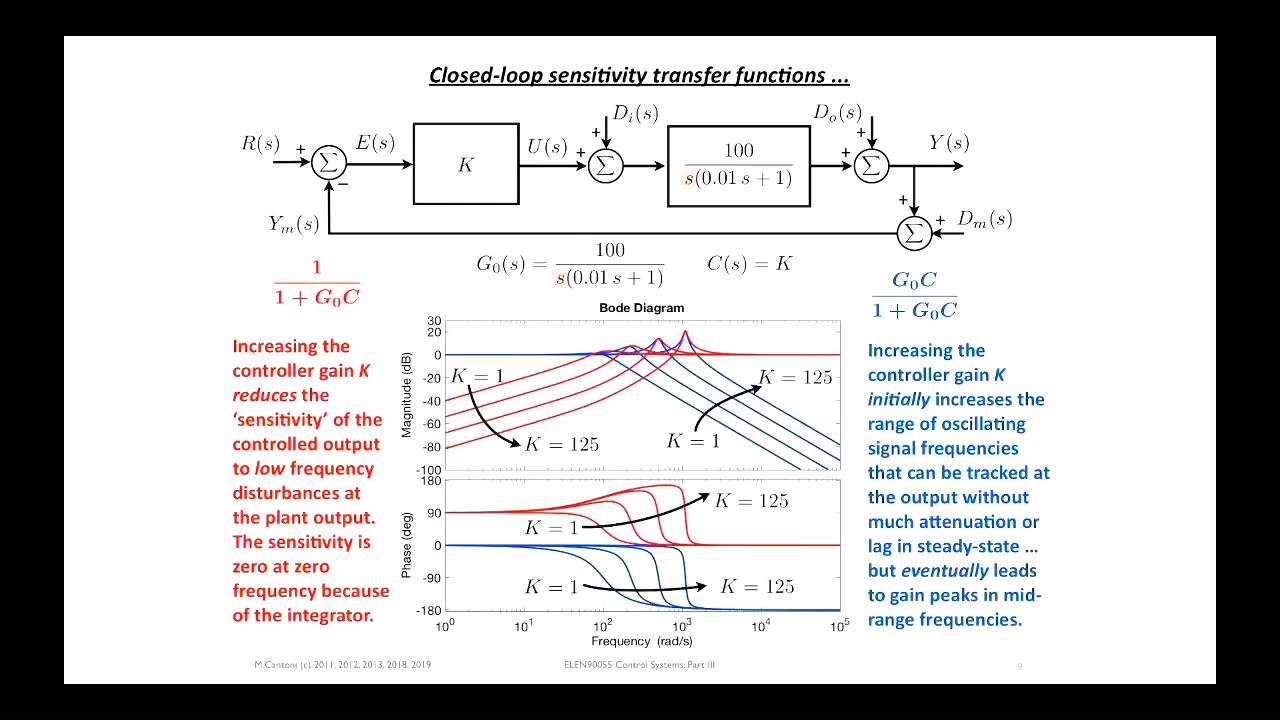 Closed-loop sensitivity transfer functions ...
R(s) + Σ − E(s) K U(s) + + D_i(s) Σ 100 / s(0.01 s + 1) + + D_o(s) Σ Y(s)
Y_m(s) + Σ + D_m(s)
G_0(s) = 100 / s(0.01 s + 1) C(s) = K
1 / 1 + G_0C
Increasing the
controller gain K
reduces the
‘sensitivity’ of the
controlled output
to low frequency
disturbances at
the plant output.
The sensitivity is
zero at zero
frequency because
of the integrator.
Bode Diagram
Magnitude (dB)
30
20
0
-20
-40
-60
-80
-100
K = 1
K = 125
K = 125
K = 1
Phase (deg)
180
90
0
-90
-180
K = 1
K = 125
K = 1
K = 125
10^0 10^1 10^2 10^3 10^4 10^5
Frequency (rad/s)
G_0C / 1 + G_0C
Increasing the
controller gain K
initially increases the
range of oscillating
signal frequencies
that can be tracked at
the output without
much attenuation or
lag in steady-state ...
but eventually leads
to gain peaks in mid-
range frequencies.
M.Cantoni (c) 2011, 2012, 2013, 2018, 2019
ELEN90055 Control Systems: Part III
9